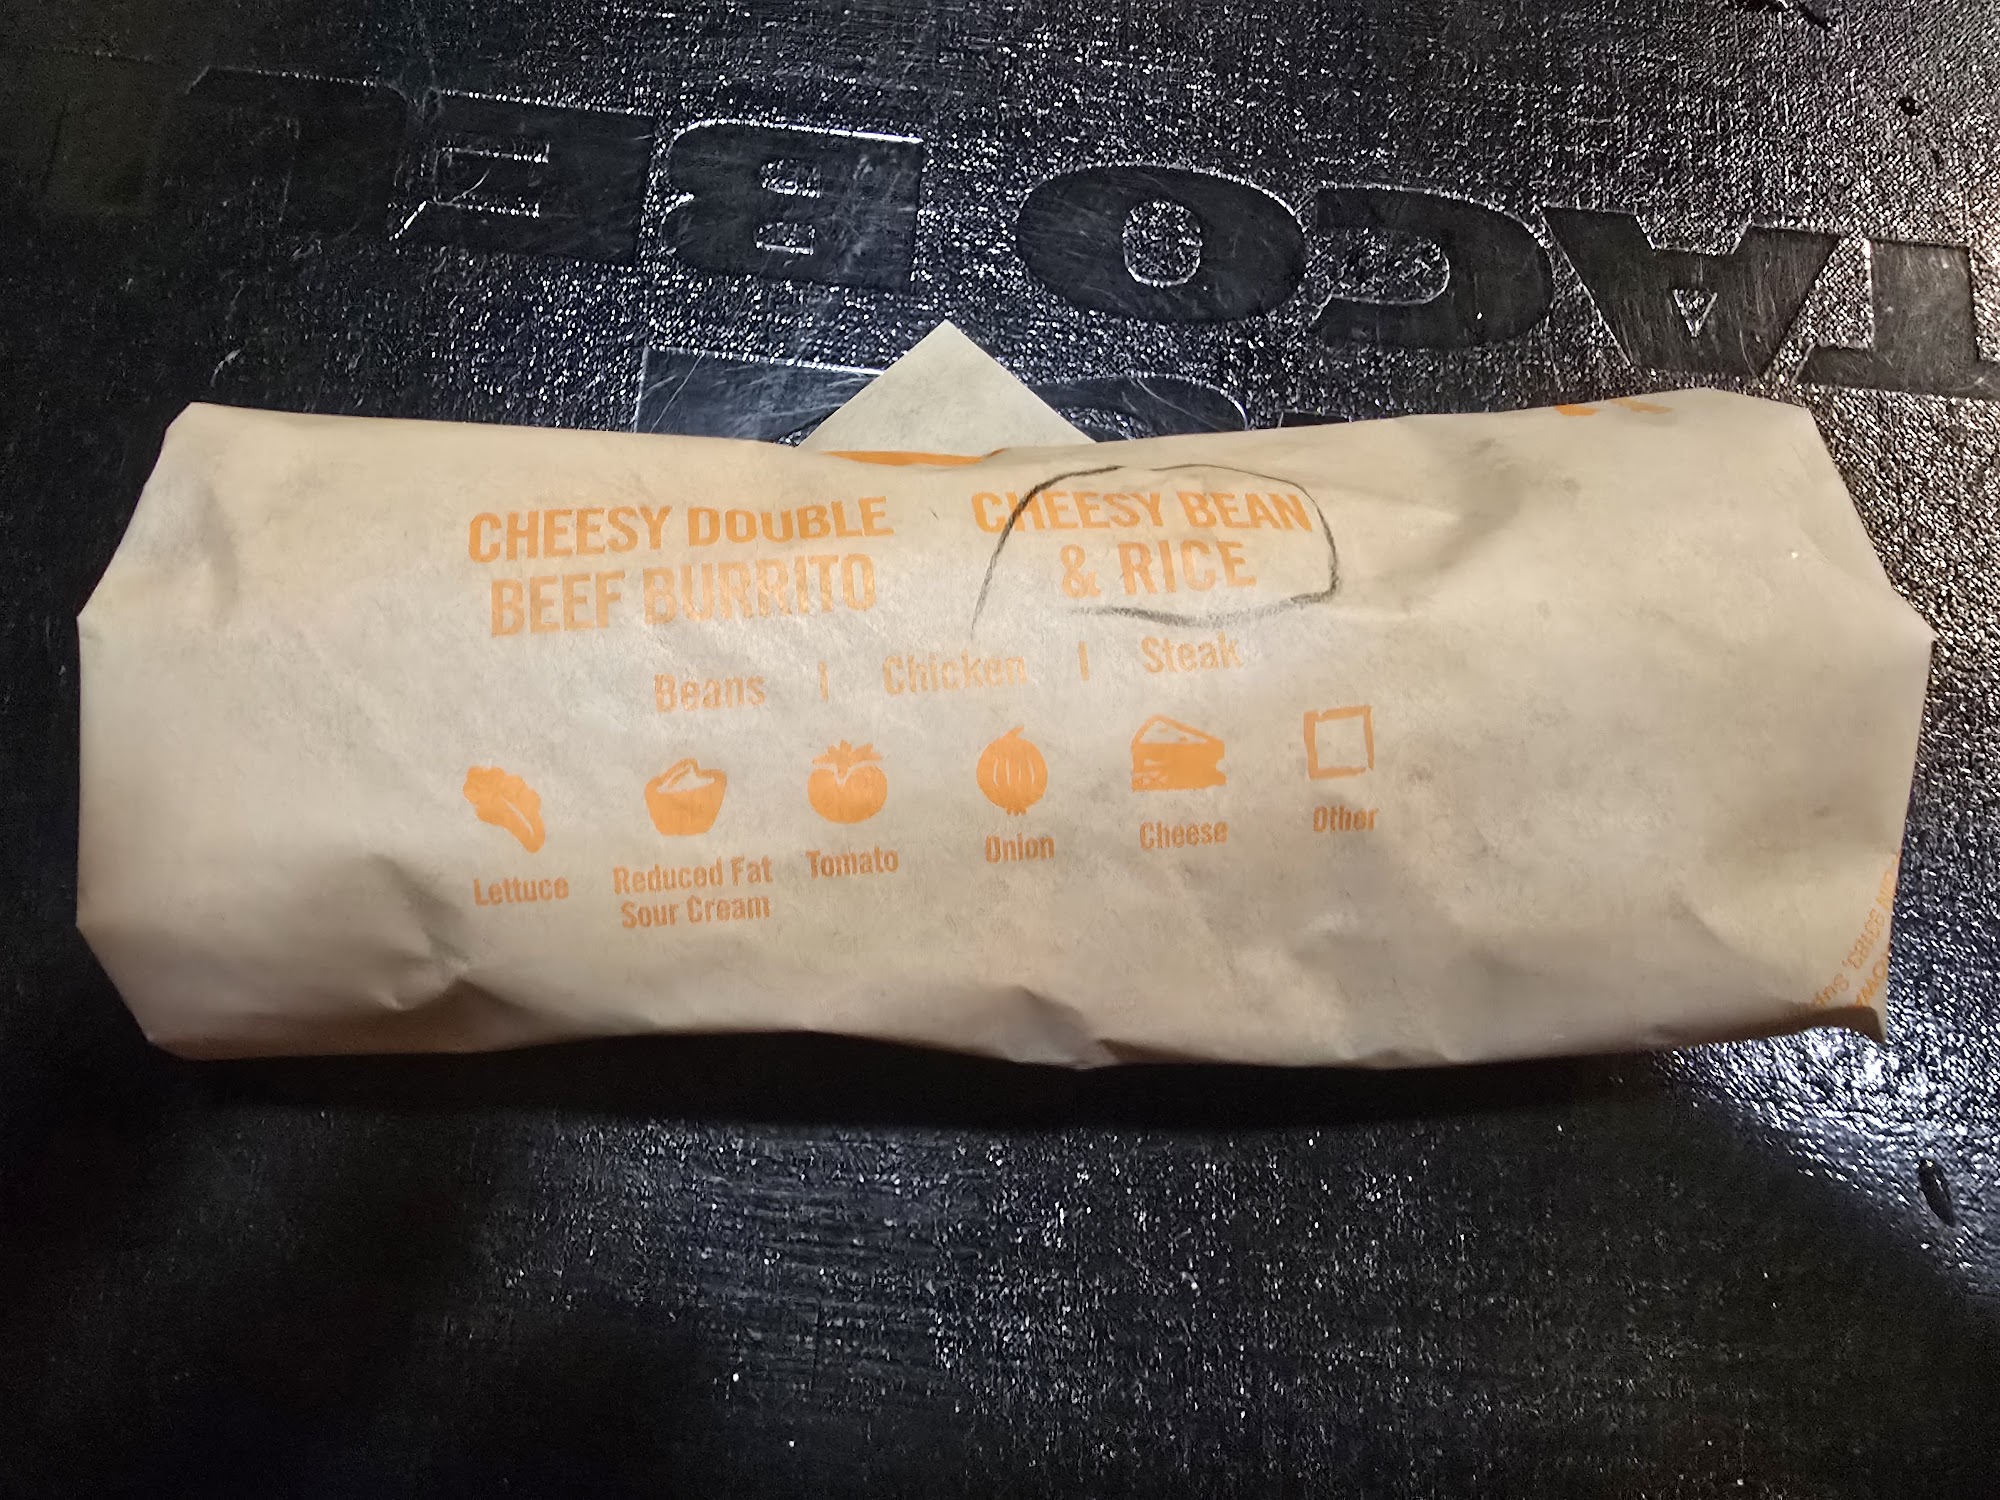 TACO BELL
CHEESY DOUBLE
BEEF BURRITO
CHEESY BEAN
& RICE
Beans | Chicken | Steak
Lettuce
Reduced Fat
Sour Cream
Tomato
Onion
Cheese
Other